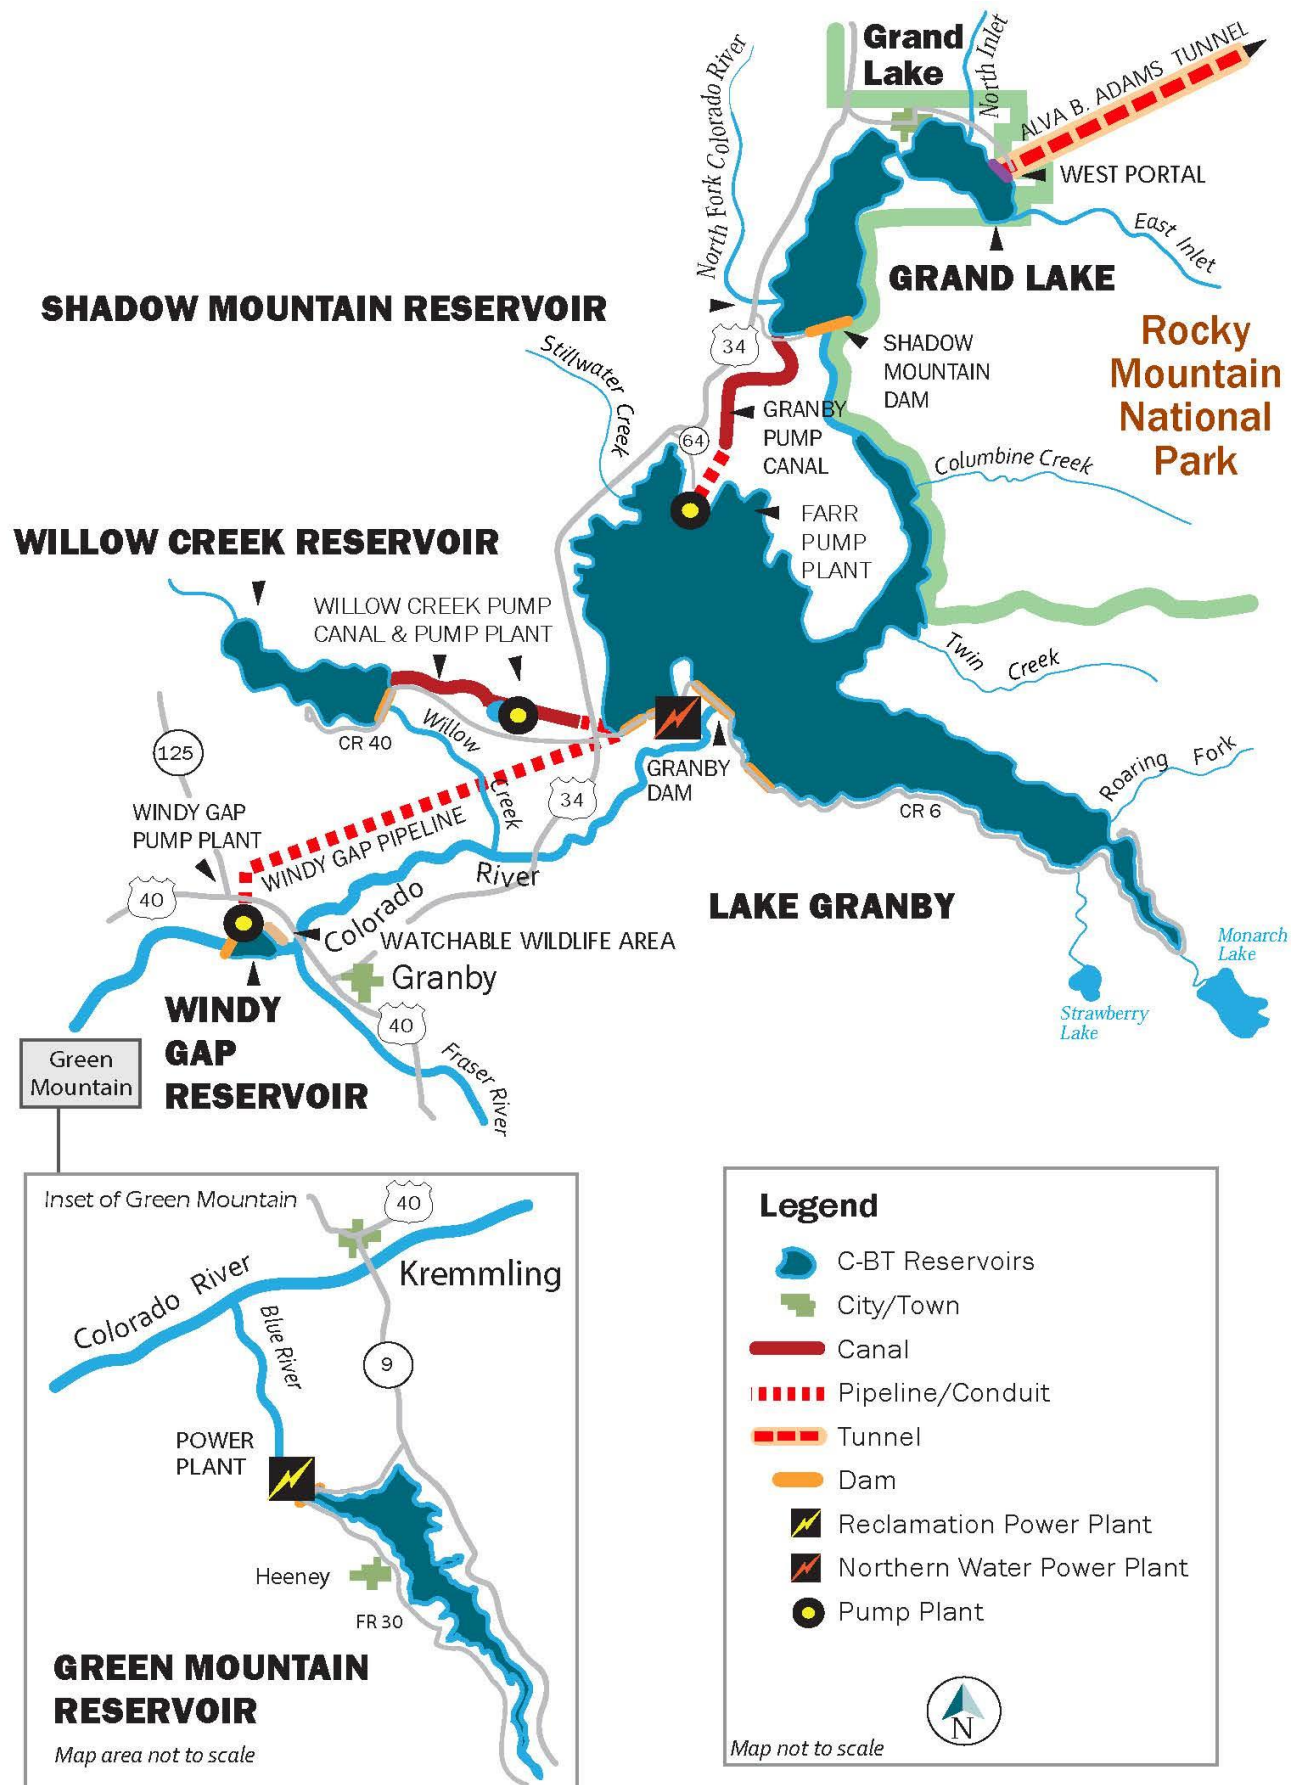 Grand
Lake
North Inlet
North Fork Colorado River
ALVA B. ADAMS TUNNEL
WEST PORTAL
East Inlet
GRAND LAKE
SHADOW MOUNTAIN RESERVOIR
Rocky
Mountain
National
Park
34
SHADOW
MOUNTAIN
DAM
Stillwater Creek
GRANBY
PUMP
CANAL
64
Columbine Creek
FARR
PUMP
PLANT
WILLOW CREEK RESERVOIR
WILLOW CREEK PUMP
CANAL & PUMP PLANT
Twin Creek
Willow Creek
CR 40
125
GRANBY
DAM
34
Roaring Fork
CR 6
WINDY GAP
PUMP PLANT
WINDY GAP PIPELINE
40
Colorado River
LAKE GRANBY
WATCHABLE WILDLIFE AREA
Granby
Monarch
Lake
Strawberry
Lake
WINDY
GAP
RESERVOIR
40
Fraser River
Green
Mountain
Inset of Green Mountain
40
Kremmling
Colorado River
Blue River
9
POWER
PLANT
Heeney
FR 30
GREEN MOUNTAIN
RESERVOIR
Map area not to scale
Legend
C-BT Reservoirs
City/Town
Canal
Pipeline/Conduit
Tunnel
Dam
Reclamation Power Plant
Northern Water Power Plant
Pump Plant
N
Map not to scale